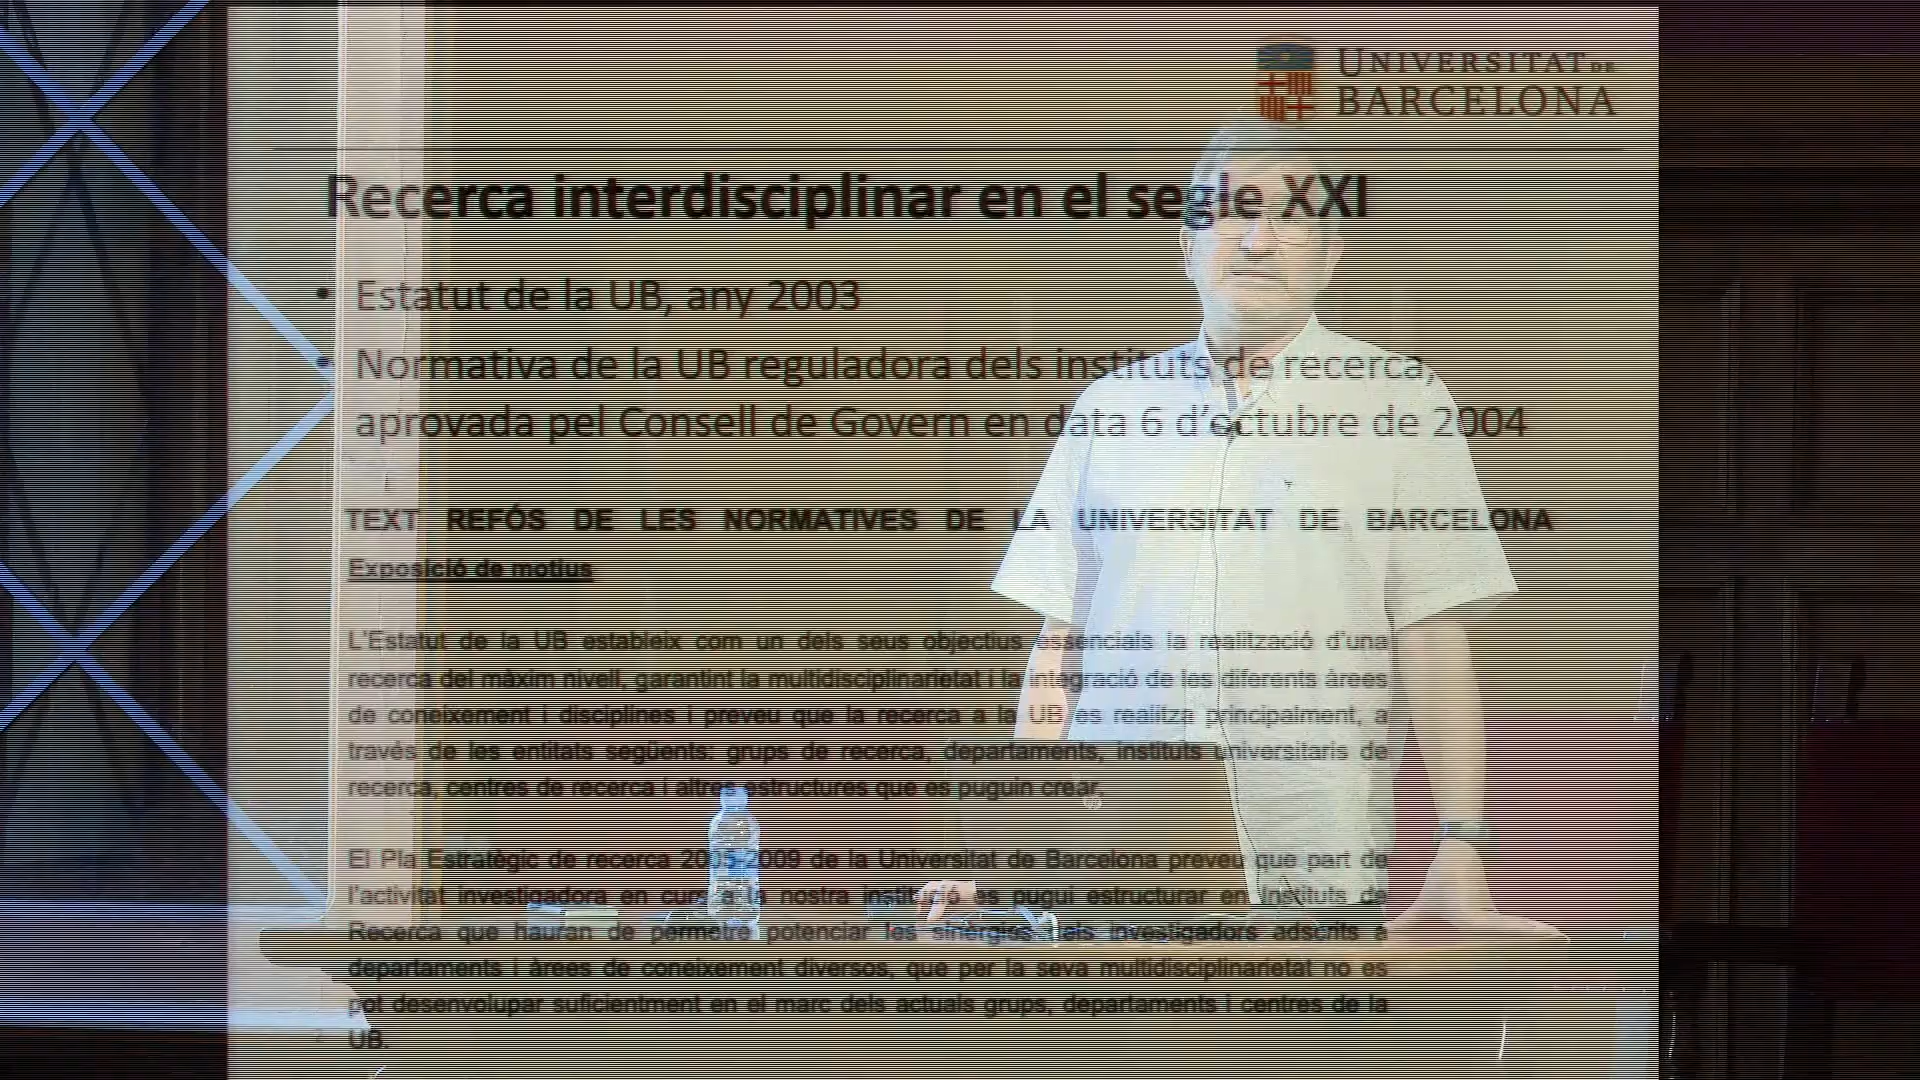 UNIVERSITAT DE
BARCELONA
Recerca interdisciplinar en el segle XXI
• Estatut de la UB, any 2003
• Normativa de la UB reguladora dels instituts de recerca,
aprovada pel Consell de Govern en data 6 d’octubre de 2004
TEXT REFÓS DE LES NORMATIVES DE LA UNIVERSITAT DE BARCELONA
Exposició de motius
L'Estatut de la UB estableix com un dels seus objectius essencials la realització d'una
recerca del màxim nivell, garantint la multidisciplinarietat i la integració de les diferents àrees
de coneixement i disciplines i preveu que la recerca a la UB es realitza principalment, a
través de les entitats següents: grups de recerca, departaments, instituts universitaris de
recerca, centres de recerca i altres estructures que es puguin crear.
El Pla Estratègic de recerca 2005-2009 de la Universitat de Barcelona preveu que part de
l'activitat investigadora en curs a la nostra institució es pugui estructurar en Instituts de
Recerca que hauran de permetre potenciar les sinèrgies dels investigadors adscrits a
departaments i àrees de coneixement diversos, que per la seva multidisciplinarietat no es
pot desenvolupar suficientment en el marc dels actuals grups, departaments i centres de la
UB.